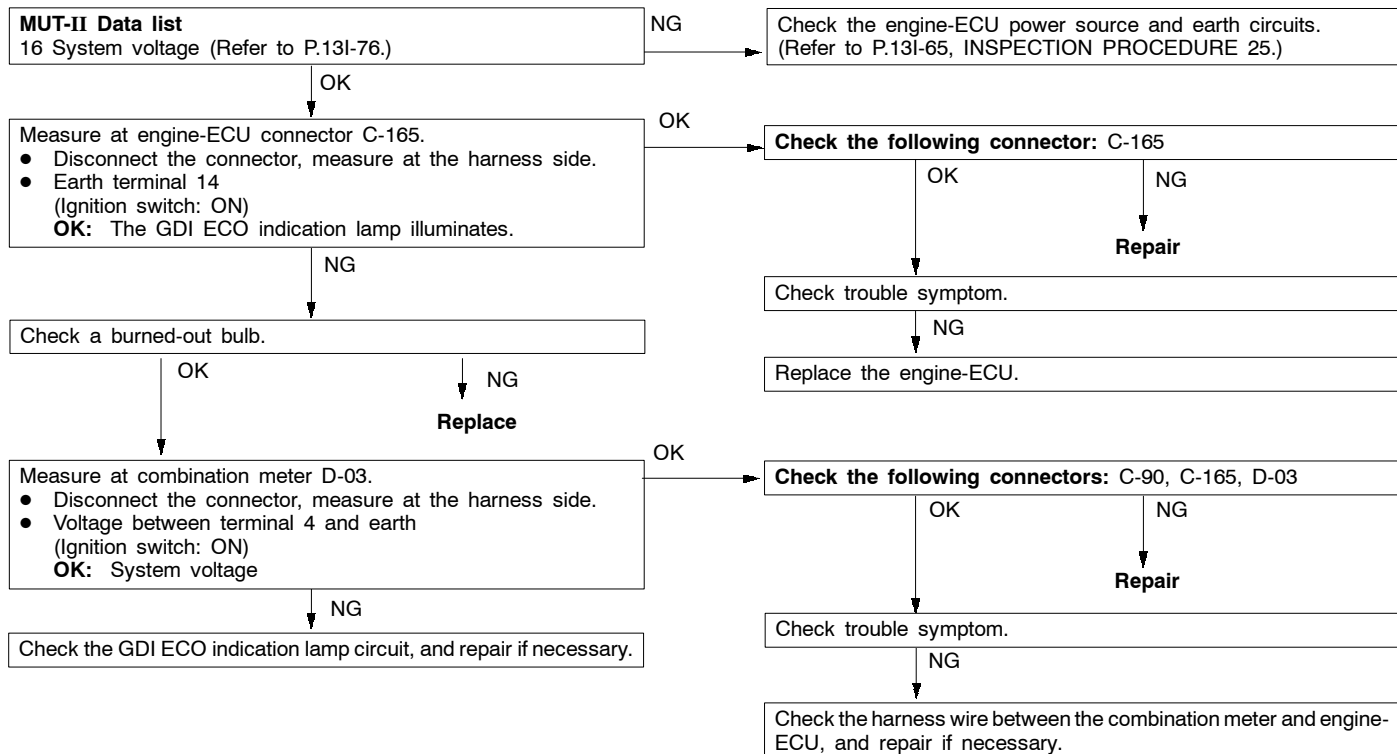 MUT-II Data list
16 System voltage (Refer to P.13I-76.)
NG
Check the engine-ECU power source and earth circuits.
(Refer to P.13I-65, INSPECTION PROCEDURE 25.)
OK
Measure at engine-ECU connector C-165.
● Disconnect the connector, measure at the harness side.
● Earth terminal 14
(Ignition switch: ON)
OK: The GDI ECO indication lamp illuminates.
OK
Check the following connector: C-165
OK
NG
Repair
Check trouble symptom.
NG
Replace the engine-ECU.
NG
Check a burned-out bulb.
OK
NG
Replace
Measure at combination meter D-03.
● Disconnect the connector, measure at the harness side.
● Voltage between terminal 4 and earth
(Ignition switch: ON)
OK: System voltage
OK
Check the following connectors: C-90, C-165, D-03
OK
NG
Repair
Check trouble symptom.
NG
Check the harness wire between the combination meter and engine-
ECU, and repair if necessary.
NG
Check the GDI ECO indication lamp circuit, and repair if necessary.